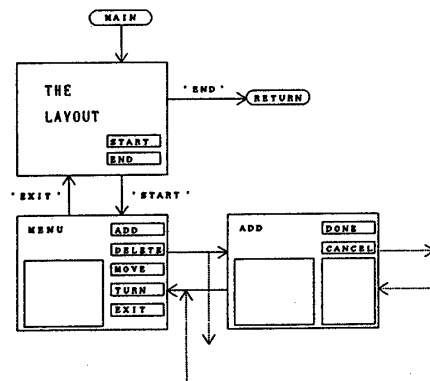 MAIN
THE
LAYOUT
START
END
"END"
RETURN
"EXIT"
"START"
MENU
ADD
DELETE
MOVE
TURN
EXIT
ADD
DONE
CANCEL